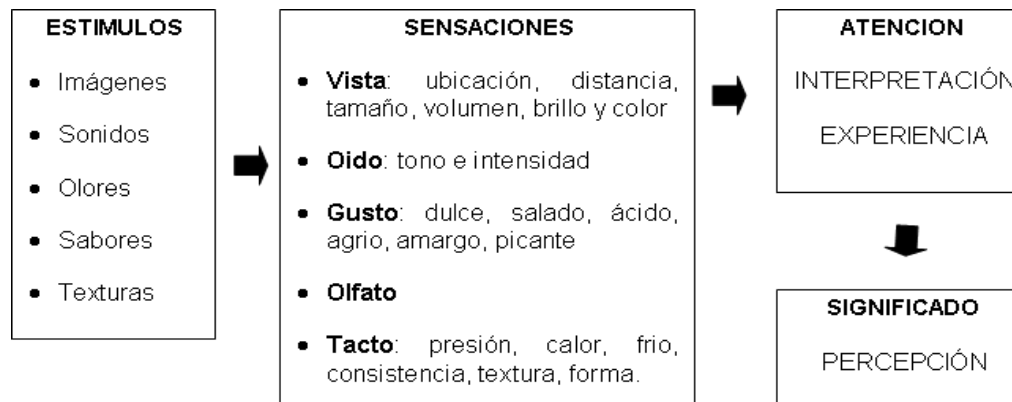 ESTIMULOS
• Imágenes
• Sonidos
• Olores
• Sabores
• Texturas
SENSACIONES
• Vista: ubicación, distancia,
tamaño, volumen, brillo y color
• Oido: tono e intensidad
• Gusto: dulce, salado, ácido,
agrio, amargo, picante
• Olfato
• Tacto: presión, calor, frio,
consistencia, textura, forma.
ATENCION
INTERPRETACIÓN
EXPERIENCIA
SIGNIFICADO
PERCEPCIÓN